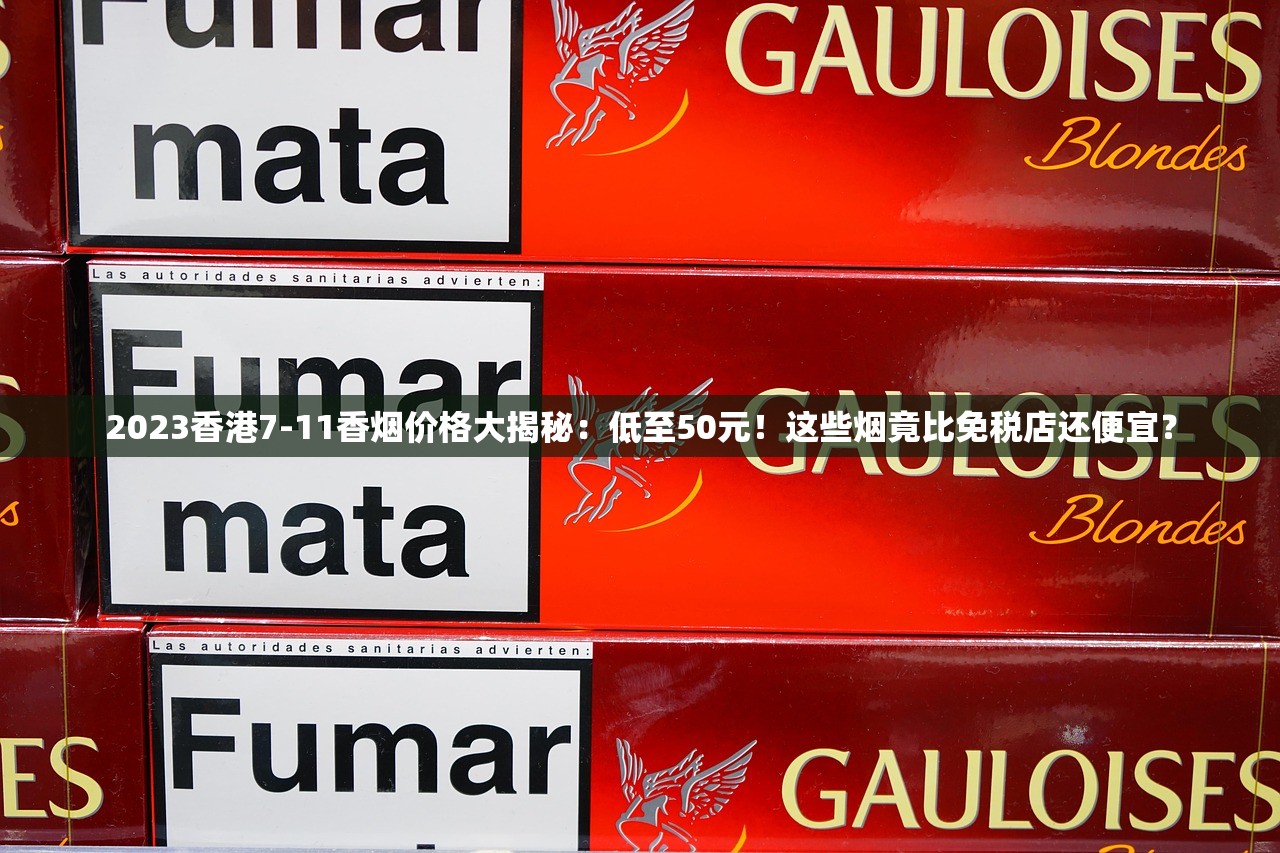 Fumar
mata
GAULOISES
Blondes
Las autoridades sanitarias advierten:
Fumar
mata
GAULOISES
Blondes
2023香港7-11香烟价格大揭秘：低至50元！这些烟竟比免税店还便宜？
Las autoridades sanitarias advierten:
Fumar
GAULOISES
ES